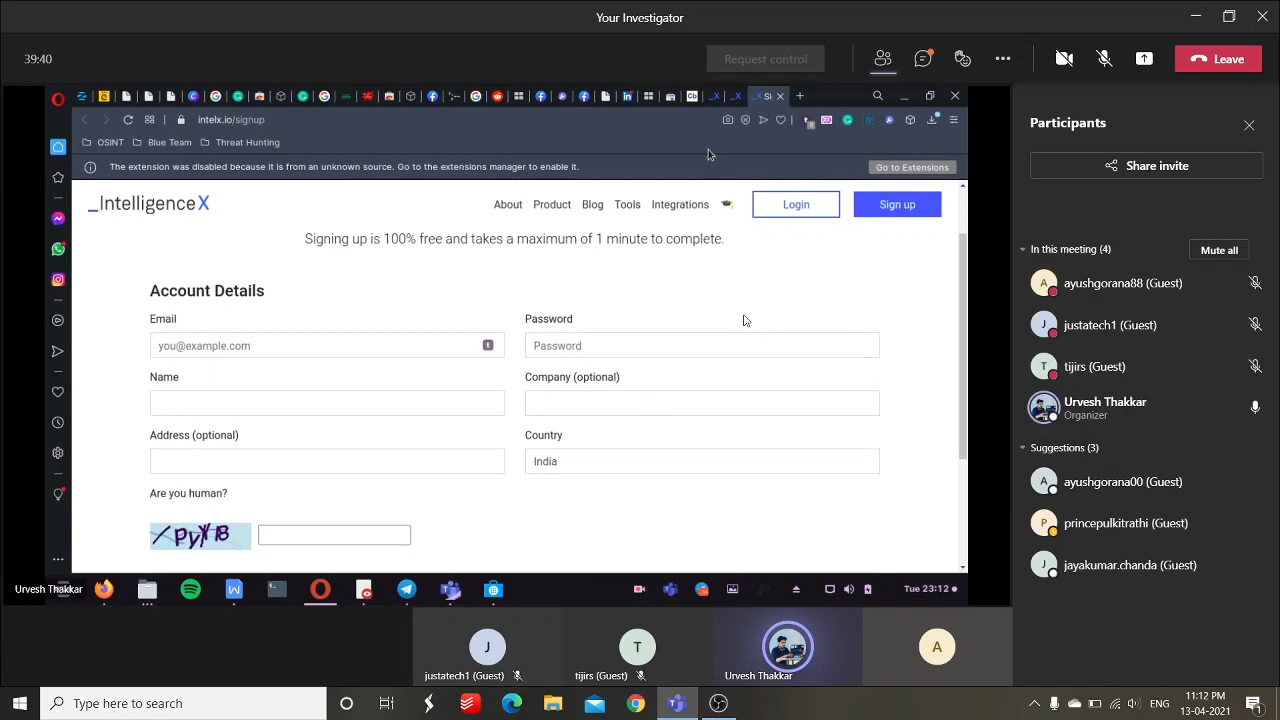 Your Investigator
39:40
Request control
Leave
intelx.io/signup
OSINT Blue Team Threat Hunting
The extension was disabled because it is from an unknown source. Go to the extensions manager to enable it.
Go to Extensions
_IntelligenceX
About Product Blog Tools Integrations Login Sign up
Signing up is 100% free and takes a maximum of 1 minute to complete.
Account Details
Email Password
you@example.com Password
Name Company (optional)
Address (optional) Country
India
Are you human?
Urvesh Thakkar
Tue 23:12
Participants
Share invite
In this meeting (4) Mute all
A ayushgorana88 (Guest)
J justatech1 (Guest)
T tijirs (Guest)
Urvesh Thakkar
Organizer
Suggestions (3)
A ayushgorana00 (Guest)
P princepulkitrathi (Guest)
J jayakumar.chanda (Guest)
J T A
justatech1 (Guest) tijirs (Guest) Urvesh Thakkar
Type here to search
ENG
11:12 PM
13-04-2021